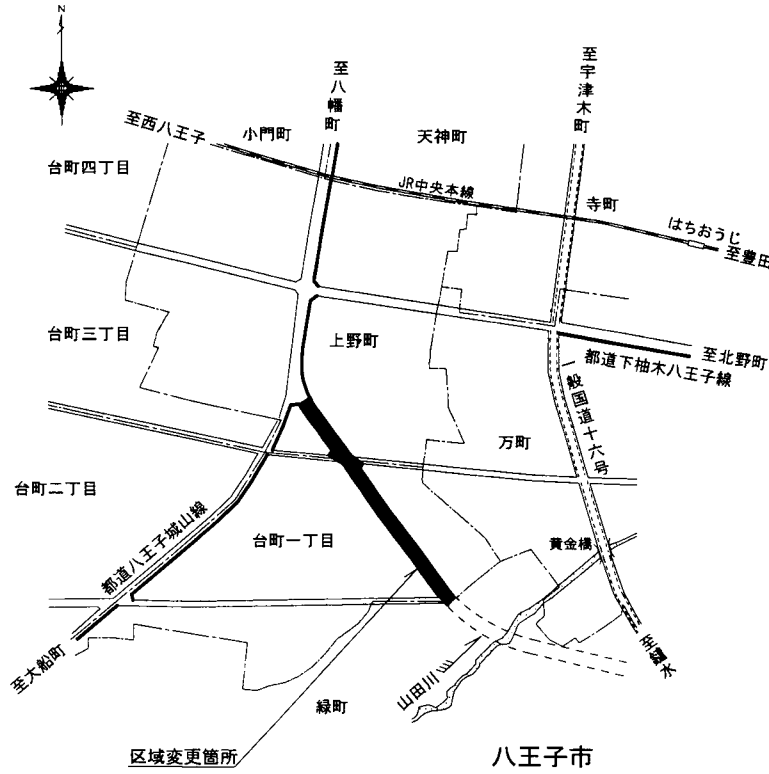 N
至八幡町
至宇津木町
至西八王子
小門町
天神町
台町四丁目
JR中央本線
寺町
はちおうじ
至豊田
台町三丁目
上野町
至北野町
都道下柚木八王子線
一般国道十六号
万町
台町二丁目
都道八王子城山線
台町一丁目
黄金橋
至大船町
緑町
山田川
区域変更箇所
八王子市